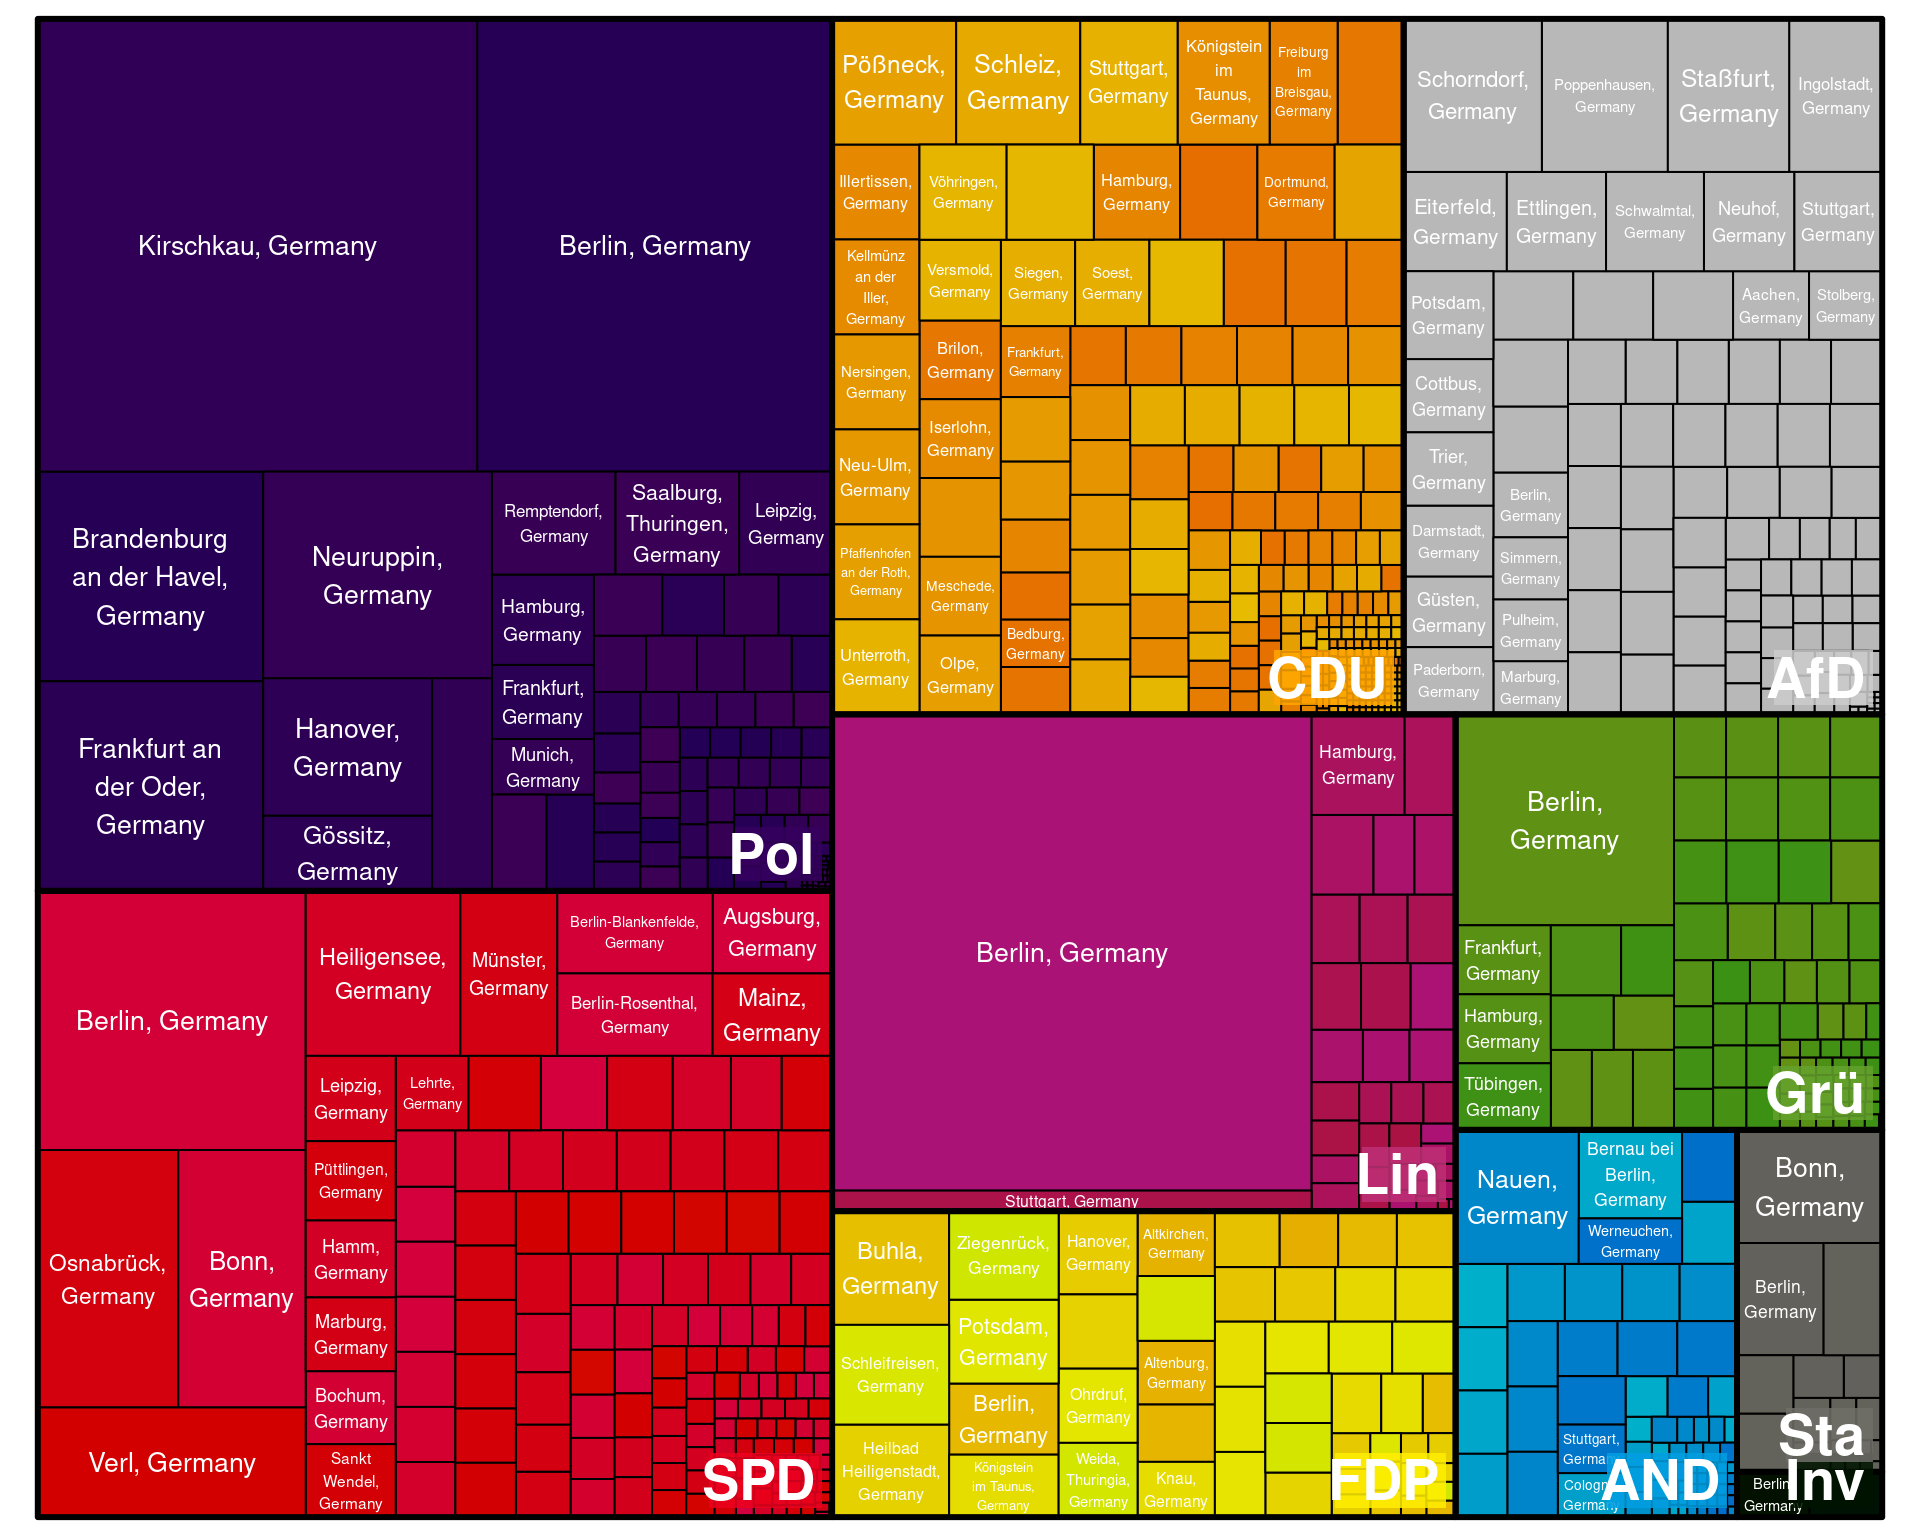 Kirschkau, Germany
Berlin, Germany
Brandenburg
an der Havel,
Germany
Frankfurt an
der Oder,
Germany
Neuruppin,
Germany
Hanover,
Germany
Gössitz,
Germany
Remptendorf,
Germany
Saalburg,
Thuringen,
Germany
Leipzig,
Germany
Hamburg,
Germany
Frankfurt,
Germany
Munich,
Germany
Pol
Pößneck,
Germany
Schleiz,
Germany
Stuttgart,
Germany
Königstein
im
Taunus,
Germany
Freiburg
im
Breisgau,
Germany
Illertissen,
Germany
Vöhringen,
Germany
Hamburg,
Germany
Dortmund,
Germany
Kellmünz
an der
Iller,
Germany
Versmold,
Germany
Siegen,
Germany
Soest,
Germany
Nersingen,
Germany
Brilon,
Germany
Frankfurt,
Germany
Neu-Ulm,
Germany
Iserlohn,
Germany
Pfaffenhofen
an der Roth,
Germany
Meschede,
Germany
Unterroth,
Germany
Olpe,
Germany
Bedburg,
Germany
CDU
Schorndorf,
Germany
Poppenhausen,
Germany
Staßfurt,
Germany
Ingolstadt,
Germany
Eiterfeld,
Germany
Ettlingen,
Germany
Schwalmtal,
Germany
Neuhof,
Germany
Stuttgart,
Germany
Potsdam,
Germany
Aachen,
Germany
Stolberg,
Germany
Cottbus,
Germany
Trier,
Germany
Darmstadt,
Germany
Güsten,
Germany
Paderborn,
Germany
Berlin,
Germany
Simmern,
Germany
Pulheim,
Germany
Marburg,
Germany
AfD
Berlin, Germany
Osnabrück,
Germany
Bonn,
Germany
Verl, Germany
Heiligensee,
Germany
Münster,
Germany
Berlin-Blankenfelde,
Germany
Augsburg,
Germany
Berlin-Rosenthal,
Germany
Mainz,
Germany
Leipzig,
Germany
Lehrte,
Germany
Püttlingen,
Germany
Hamm,
Germany
Marburg,
Germany
Bochum,
Germany
Sankt
Wendel,
Germany
SPD
Berlin, Germany
Hamburg,
Germany
Stuttgart, Germany
Lin
Berlin,
Germany
Frankfurt,
Germany
Hamburg,
Germany
Tübingen,
Germany
Grü
Buhla,
Germany
Schleifreisen,
Germany
Heilbad
Heiligenstadt,
Germany
Ziegenrück,
Germany
Potsdam,
Germany
Berlin,
Germany
Königstein
im Taunus,
Germany
Hanover,
Germany
Ohrdruf,
Germany
Weida,
Thuringia,
Germany
Altkirchen,
Germany
Altenburg,
Germany
Knau,
Germany
FDP
Nauen,
Germany
Bernau bei
Berlin,
Germany
Werneuchen,
Germany
Stuttgart,
Germany
Cologne,
Germany
AND
Bonn,
Germany
Berlin,
Germany
Sta
Berlin,
Germany
Inv